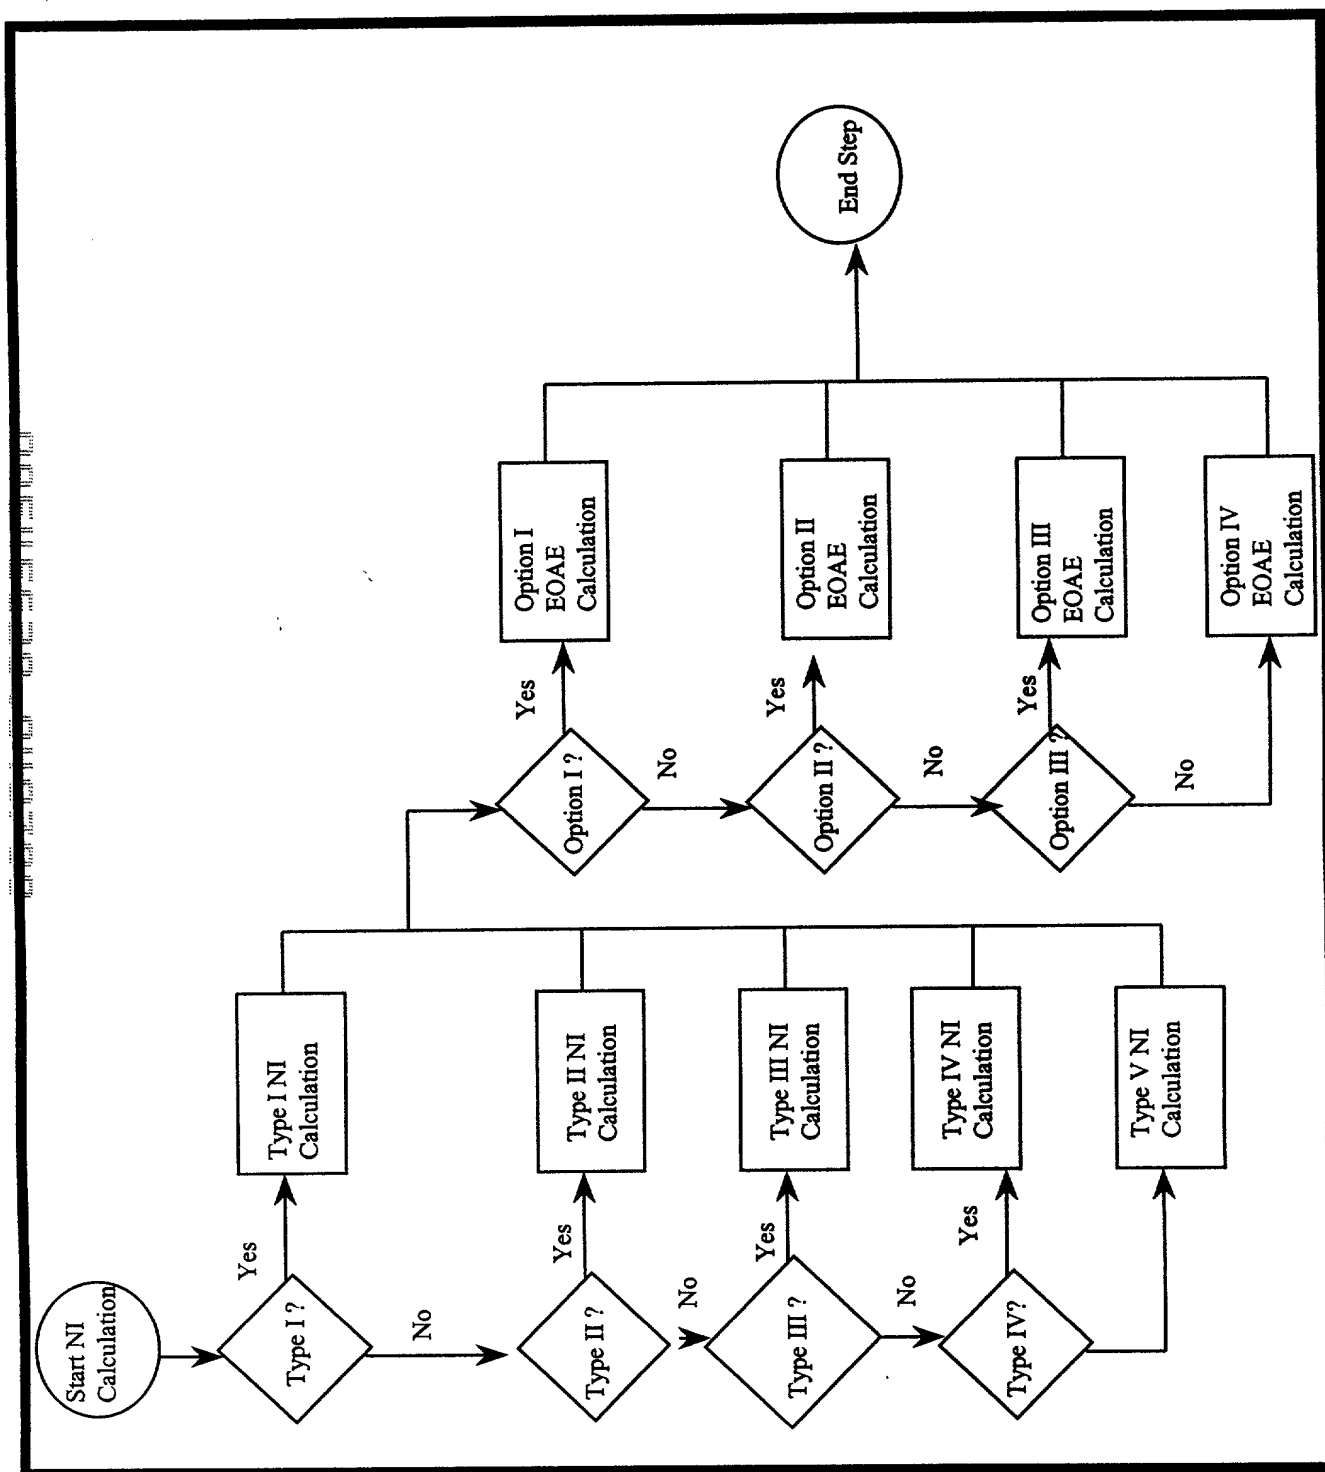 Start NI
Calculation
Type I ?
Yes
Type I NI
Calculation
No
Type II ?
Yes
Type II NI
Calculation
No
Type III ?
Yes
Type III NI
Calculation
No
Type IV?
Yes
Type IV NI
Calculation
Type V NI
Calculation
Option I ?
Yes
Option I
EOAE
Calculation
No
Option II ?
Yes
Option II
EOAE
Calculation
No
Option III ?
Yes
Option III
EOAE
Calculation
No
Option IV
EOAE
Calculation
End Step